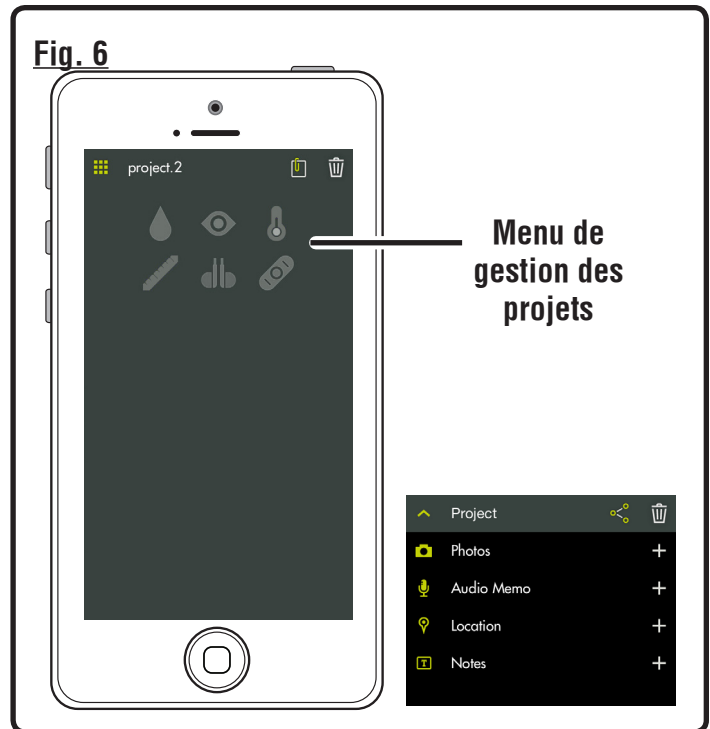 Fig. 6
project.2
Menu de
gestion des
projets
Project
Photos
Audio Memo
Location
T Notes